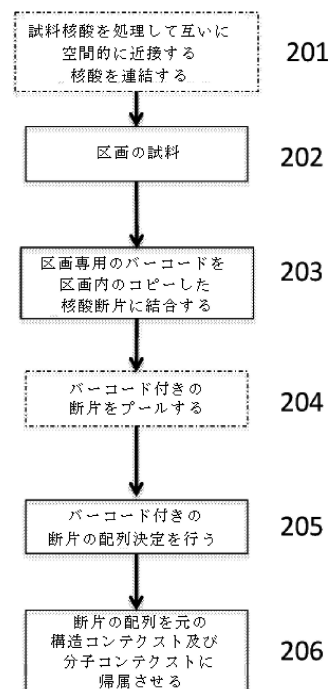 試料核酸を処理して互いに
空間的に近接する
核酸を連結する
201
区画の試料
202
区画専用のバーコードを
区画内のコピーした
核酸断片に結合する
203
バーコード付きの
断片をプールする
204
バーコード付きの
断片の配列決定を行う
205
断片の配列を元の
構造コンテクスト及び
分子コンテクストに
帰属させる
206